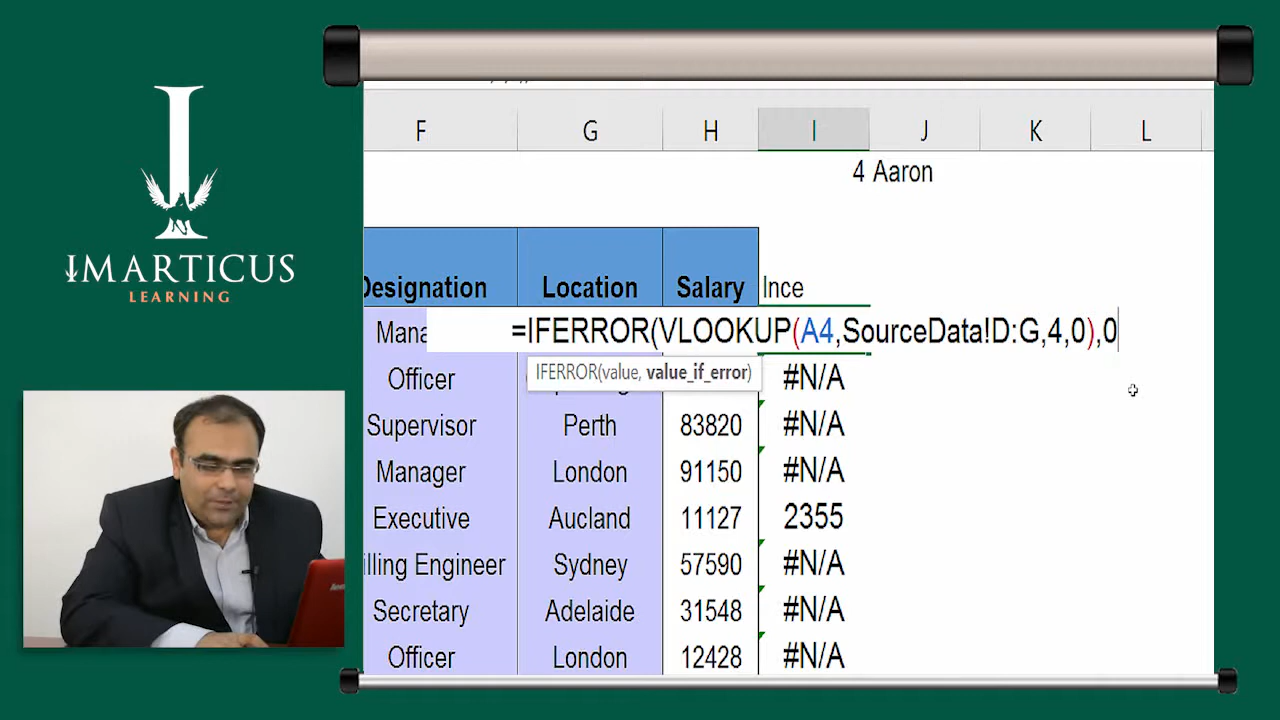 IMARTICUS
LEARNING
F G H I J K L
4 Aaron
Designation Location Salary Ince
Mana =IFERROR(VLOOKUP(A4,SourceData!D:G,4,0),0
IFERROR(value, value_if_error)
Officer #N/A
Supervisor Perth 83820 #N/A
Manager London 91150 #N/A
Executive Aucland 11127 2355
illing Engineer Sydney 57590 #N/A
Secretary Adelaide 31548 #N/A
Officer London 12428 #N/A